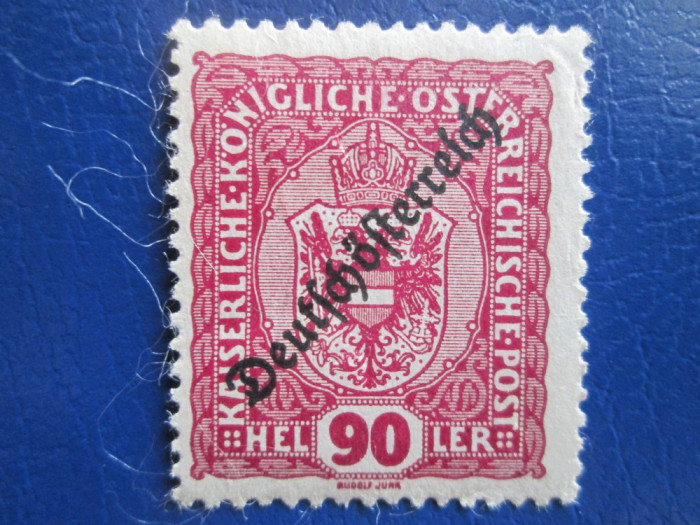 KAISERLICHE·KÖNIGLICHE·ÖSTERREICHISCHE·POST
Deutschösterreich
HEL 90 LER
RUDOLF JUNK